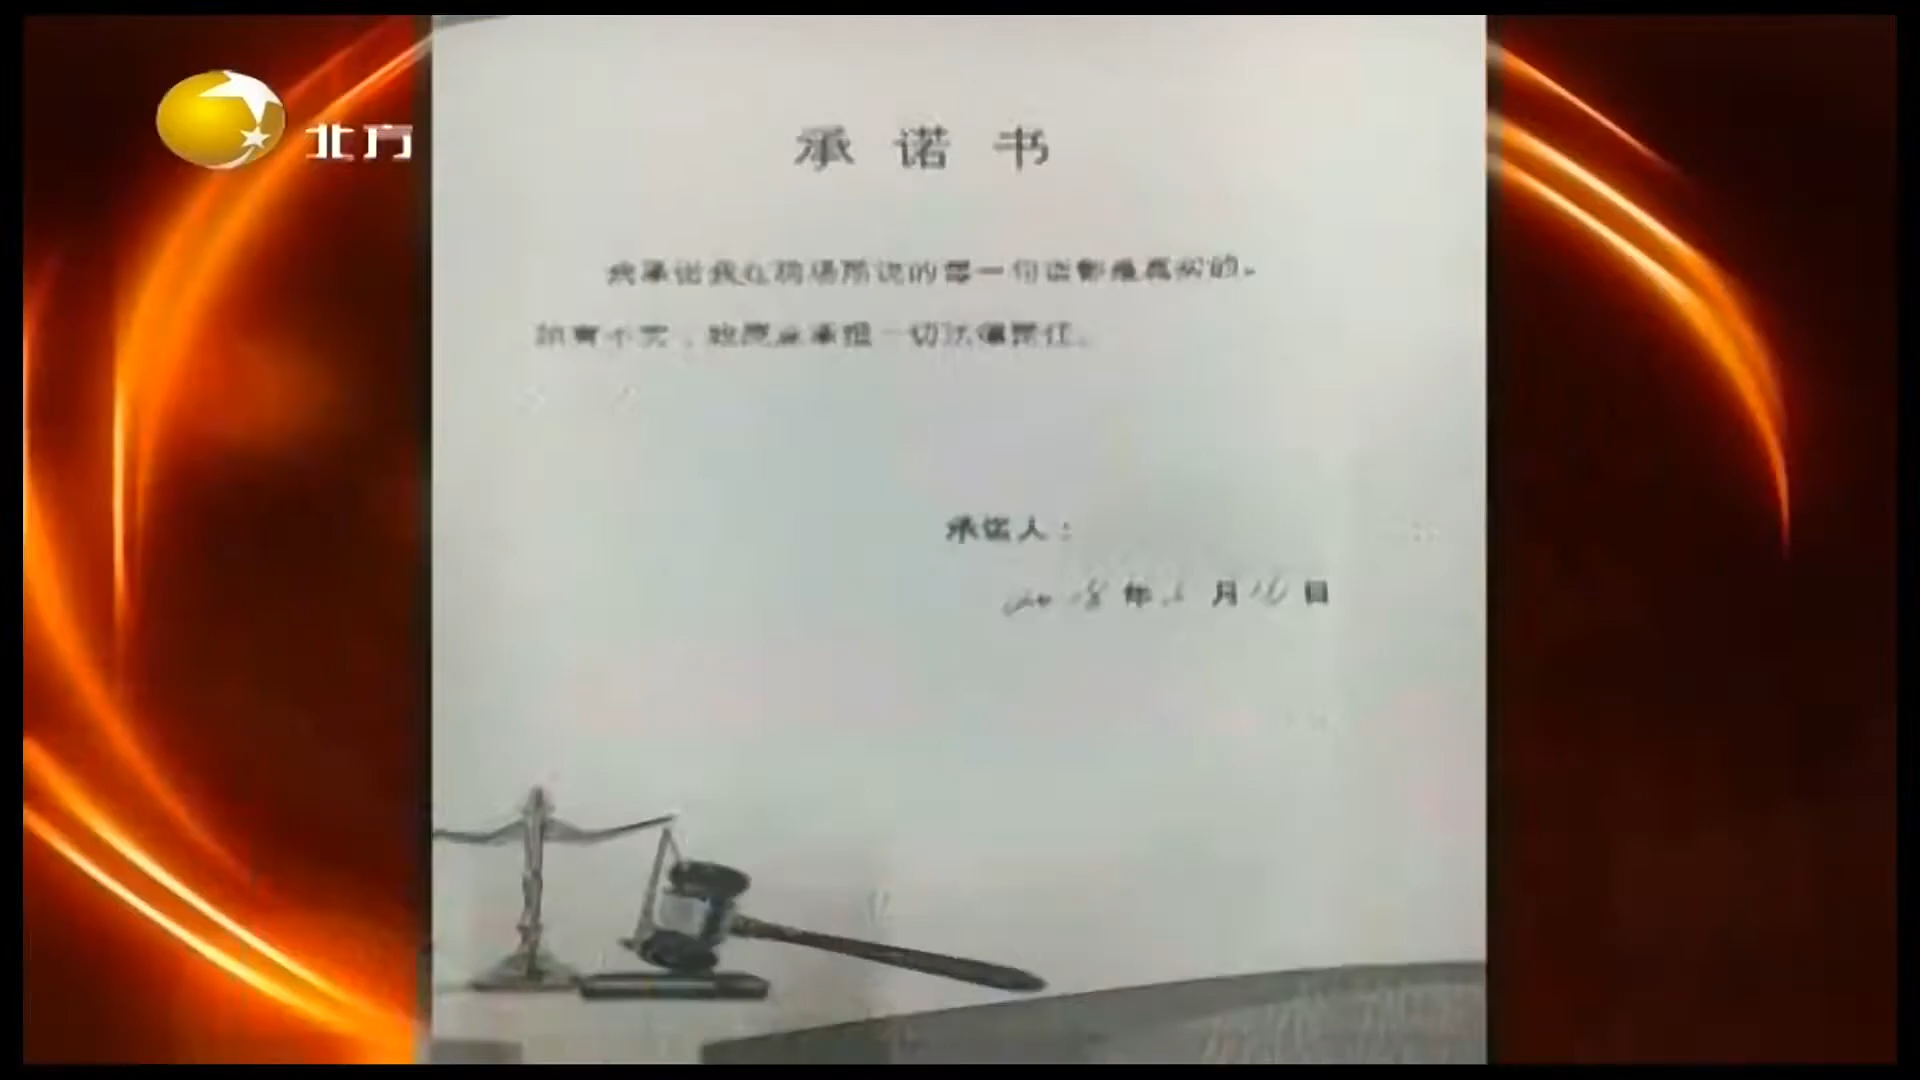 北方
承诺书
我承诺我在现场所说的每一句话都是真实的。
如有不实,我愿意承担一切法律责任。
承诺人:
年 月 日